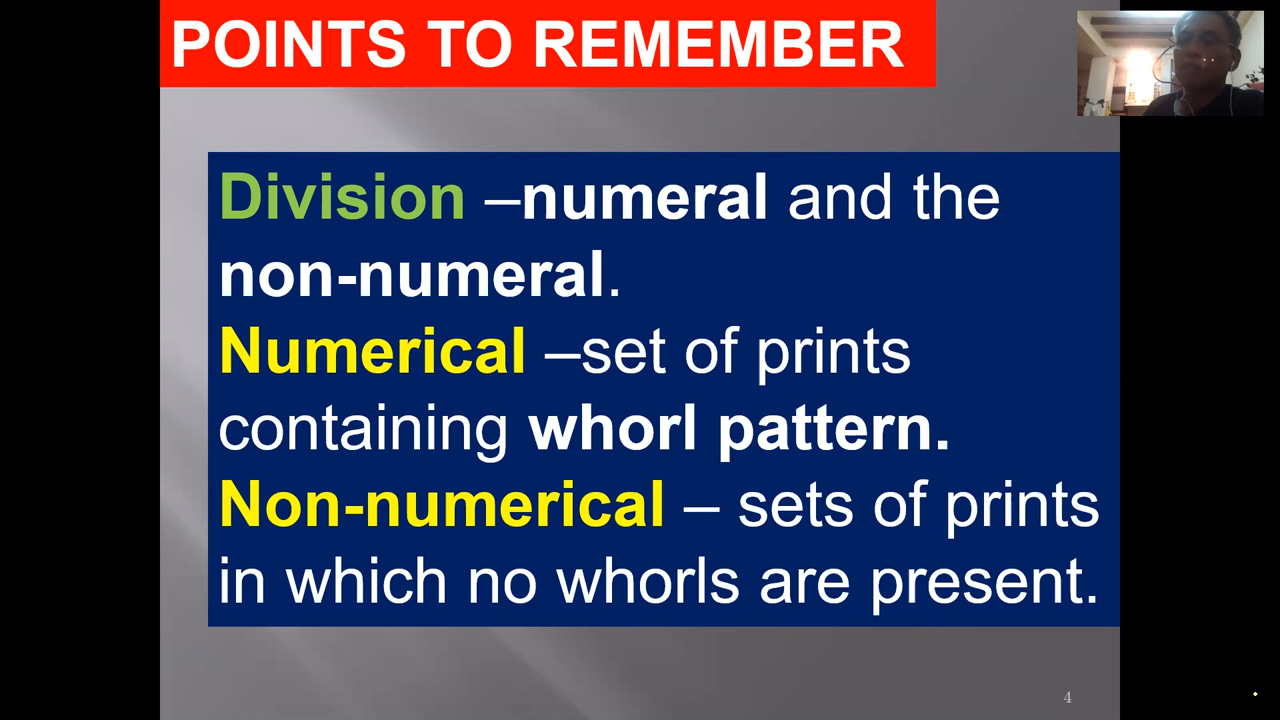 POINTS TO REMEMBER
Division –numeral and the
non-numeral.
Numerical –set of prints
containing whorl pattern.
Non-numerical – sets of prints
in which no whorls are present.
4